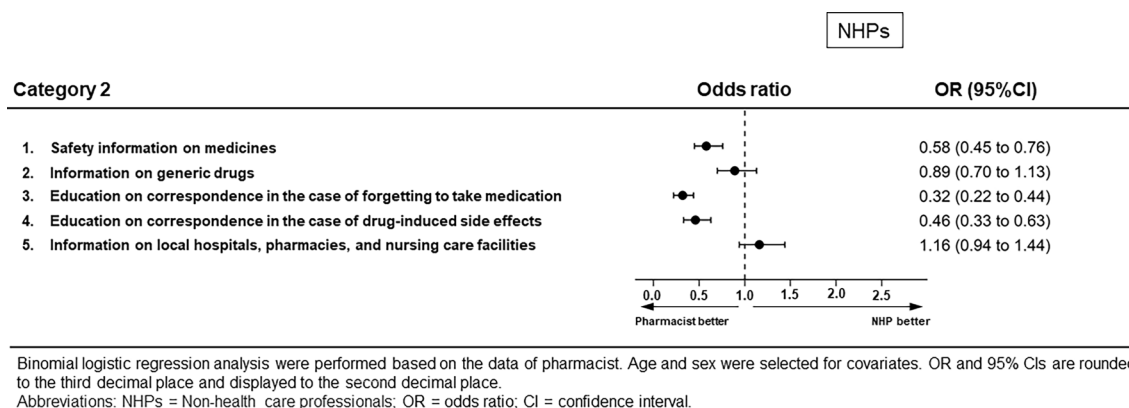 NHPs
Category 2 Odds ratio OR (95%CI)
1. Safety information on medicines 0.58 (0.45 to 0.76)
2. Information on generic drugs 0.89 (0.70 to 1.13)
3. Education on correspondence in the case of forgetting to take medication 0.32 (0.22 to 0.44)
4. Education on correspondence in the case of drug-induced side effects 0.46 (0.33 to 0.63)
5. Information on local hospitals, pharmacies, and nursing care facilities 1.16 (0.94 to 1.44)
0.0 0.5 1.0 1.5 2.0 2.5
Pharmacist better NHP better
Binomial logistic regression analysis were performed based on the data of pharmacist. Age and sex were selected for covariates. OR and 95% CIs are rounded
to the third decimal place and displayed to the second decimal place.
Abbreviations: NHPs = Non-health care professionals; OR = odds ratio; CI = confidence interval.